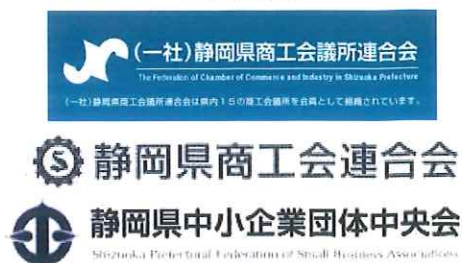 (一社)静岡県商工会議所連合会
The Federation of Chamber of Commerce and Industry in Shizuoka Prefecture
(一社)静岡県商工会議所連合会は県内15の商工会議所を会員として組織されています。
S 静岡県商工会連合会
静岡県中小企業団体中央会
Shizuoka Prefectural Federation of Small Business Associations